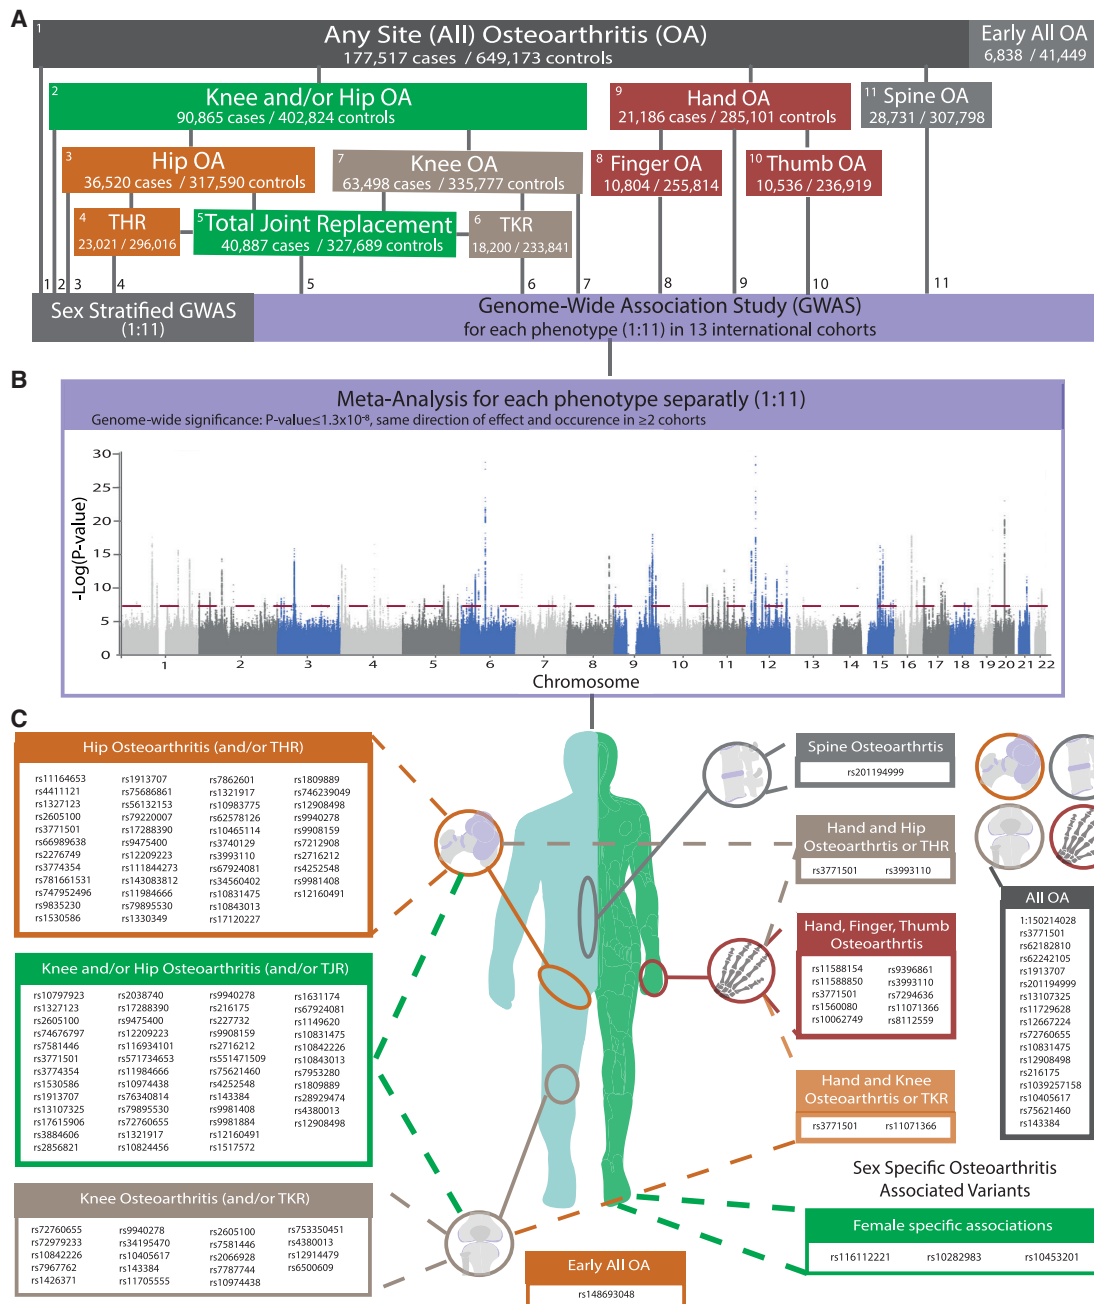 A
1
Any Site (All) Osteoarthritis (OA)
177,517 cases / 649,173 controls
Early All OA
6,838 / 41,449
2
Knee and/or Hip OA
90,865 cases / 402,824 controls
9
Hand OA
21,186 cases / 285,101 controls
11
Spine OA
28,731 / 307,798
3
Hip OA
36,520 cases / 317,590 controls
7
Knee OA
63,498 cases / 335,777 controls
8
Finger OA
10,804 / 255,814
10
Thumb OA
10,536 / 236,919
4
THR
23,021 / 296,016
5
Total Joint Replacement
40,887 cases / 327,689 controls
6
TKR
18,200 / 233,841
1 2 3 4 5 6 7 8 9 10 11
Sex Stratified GWAS
(1:11)
Genome-Wide Association Study (GWAS)
for each phenotype (1:11) in 13 international cohorts
B
Meta-Analysis for each phenotype separatly (1:11)
Genome-wide significance: P-value≤1.3x10⁻⁸, same direction of effect and occurence in ≥2 cohorts
-Log(P-value)
30
25
20
15
10
5
0
1 2 3 4 5 6 7 8 9 10 11 12 13 14 15 16 17 18 19 20 21 22
Chromosome
C
Hip Osteoarthritis (and/or THR)
rs11164653 rs1913707 rs7862601 rs1809889
rs4411121 rs75686861 rs1321917 rs746239049
rs1327123 rs56132153 rs10983775 rs12908498
rs2605100 rs79220007 rs62578126 rs9940278
rs3771501 rs17288390 rs10465114 rs9908159
rs66989638 rs9475400 rs3740129 rs7212908
rs2276749 rs12209223 rs3993110 rs2716212
rs3774354 rs111844273 rs67924081 rs4252548
rs781661531 rs143083812 rs34560402 rs9981408
rs747952496 rs11984666 rs10831475 rs12160491
rs9835230 rs79895530 rs10843013
rs1530586 rs1330349 rs17120227
Knee and/or Hip Osteoarthritis (and/or TJR)
rs10797923 rs2038740 rs9940278 rs1631174
rs1327123 rs17288390 rs216175 rs67924081
rs2605100 rs9475400 rs227732 rs1149620
rs74676797 rs12209223 rs9908159 rs10831475
rs7581446 rs116934101 rs2716212 rs10842226
rs3771501 rs571734653 rs551471509 rs10843013
rs3774354 rs11984666 rs75621460 rs7953280
rs1530586 rs10974438 rs4252548 rs1809889
rs1913707 rs76340814 rs143384 rs28929474
rs13107325 rs79895530 rs9981408 rs4380013
rs17615906 rs72760655 rs9981884 rs12908498
rs3884606 rs1321917 rs12160491
rs2856821 rs10824456 rs1517572
Knee Osteoarthritis (and/or TKR)
rs72760655 rs9940278 rs2605100 rs753350451
rs72979233 rs34195470 rs7581446 rs4380013
rs10842226 rs10405617 rs2066928 rs12914479
rs7967762 rs143384 rs7787744 rs6500609
rs1426371 rs11705555 rs10974438
Spine Osteoarthrtis
rs201194999
Hand and Hip
Osteoarthrtis or THR
rs3771501 rs3993110
Hand, Finger, Thumb
Osteoarthrtis
rs11588154 rs9396861
rs11588850 rs3993110
rs3771501 rs7294636
rs1560080 rs11071366
rs10062749 rs8112559
Hand and Knee
Osteoarthrtis or TKR
rs3771501 rs11071366
All OA
1:150214028
rs3771501
rs62182810
rs62242105
rs1913707
rs201194999
rs13107325
rs11729628
rs12667224
rs72760655
rs10831475
rs12908498
rs216175
rs1039257158
rs10405617
rs75621460
rs143384
Sex Specific Osteoarthritis
Associated Variants
Female specific associations
rs116112221 rs10282983 rs10453201
Early All OA
rs148693048